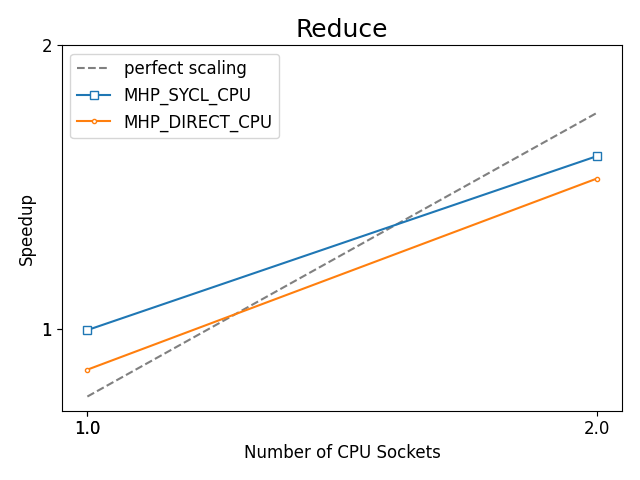 Reduce
2
perfect scaling
MHP_SYCL_CPU
MHP_DIRECT_CPU
Speedup
1
1.0
2.0
Number of CPU Sockets